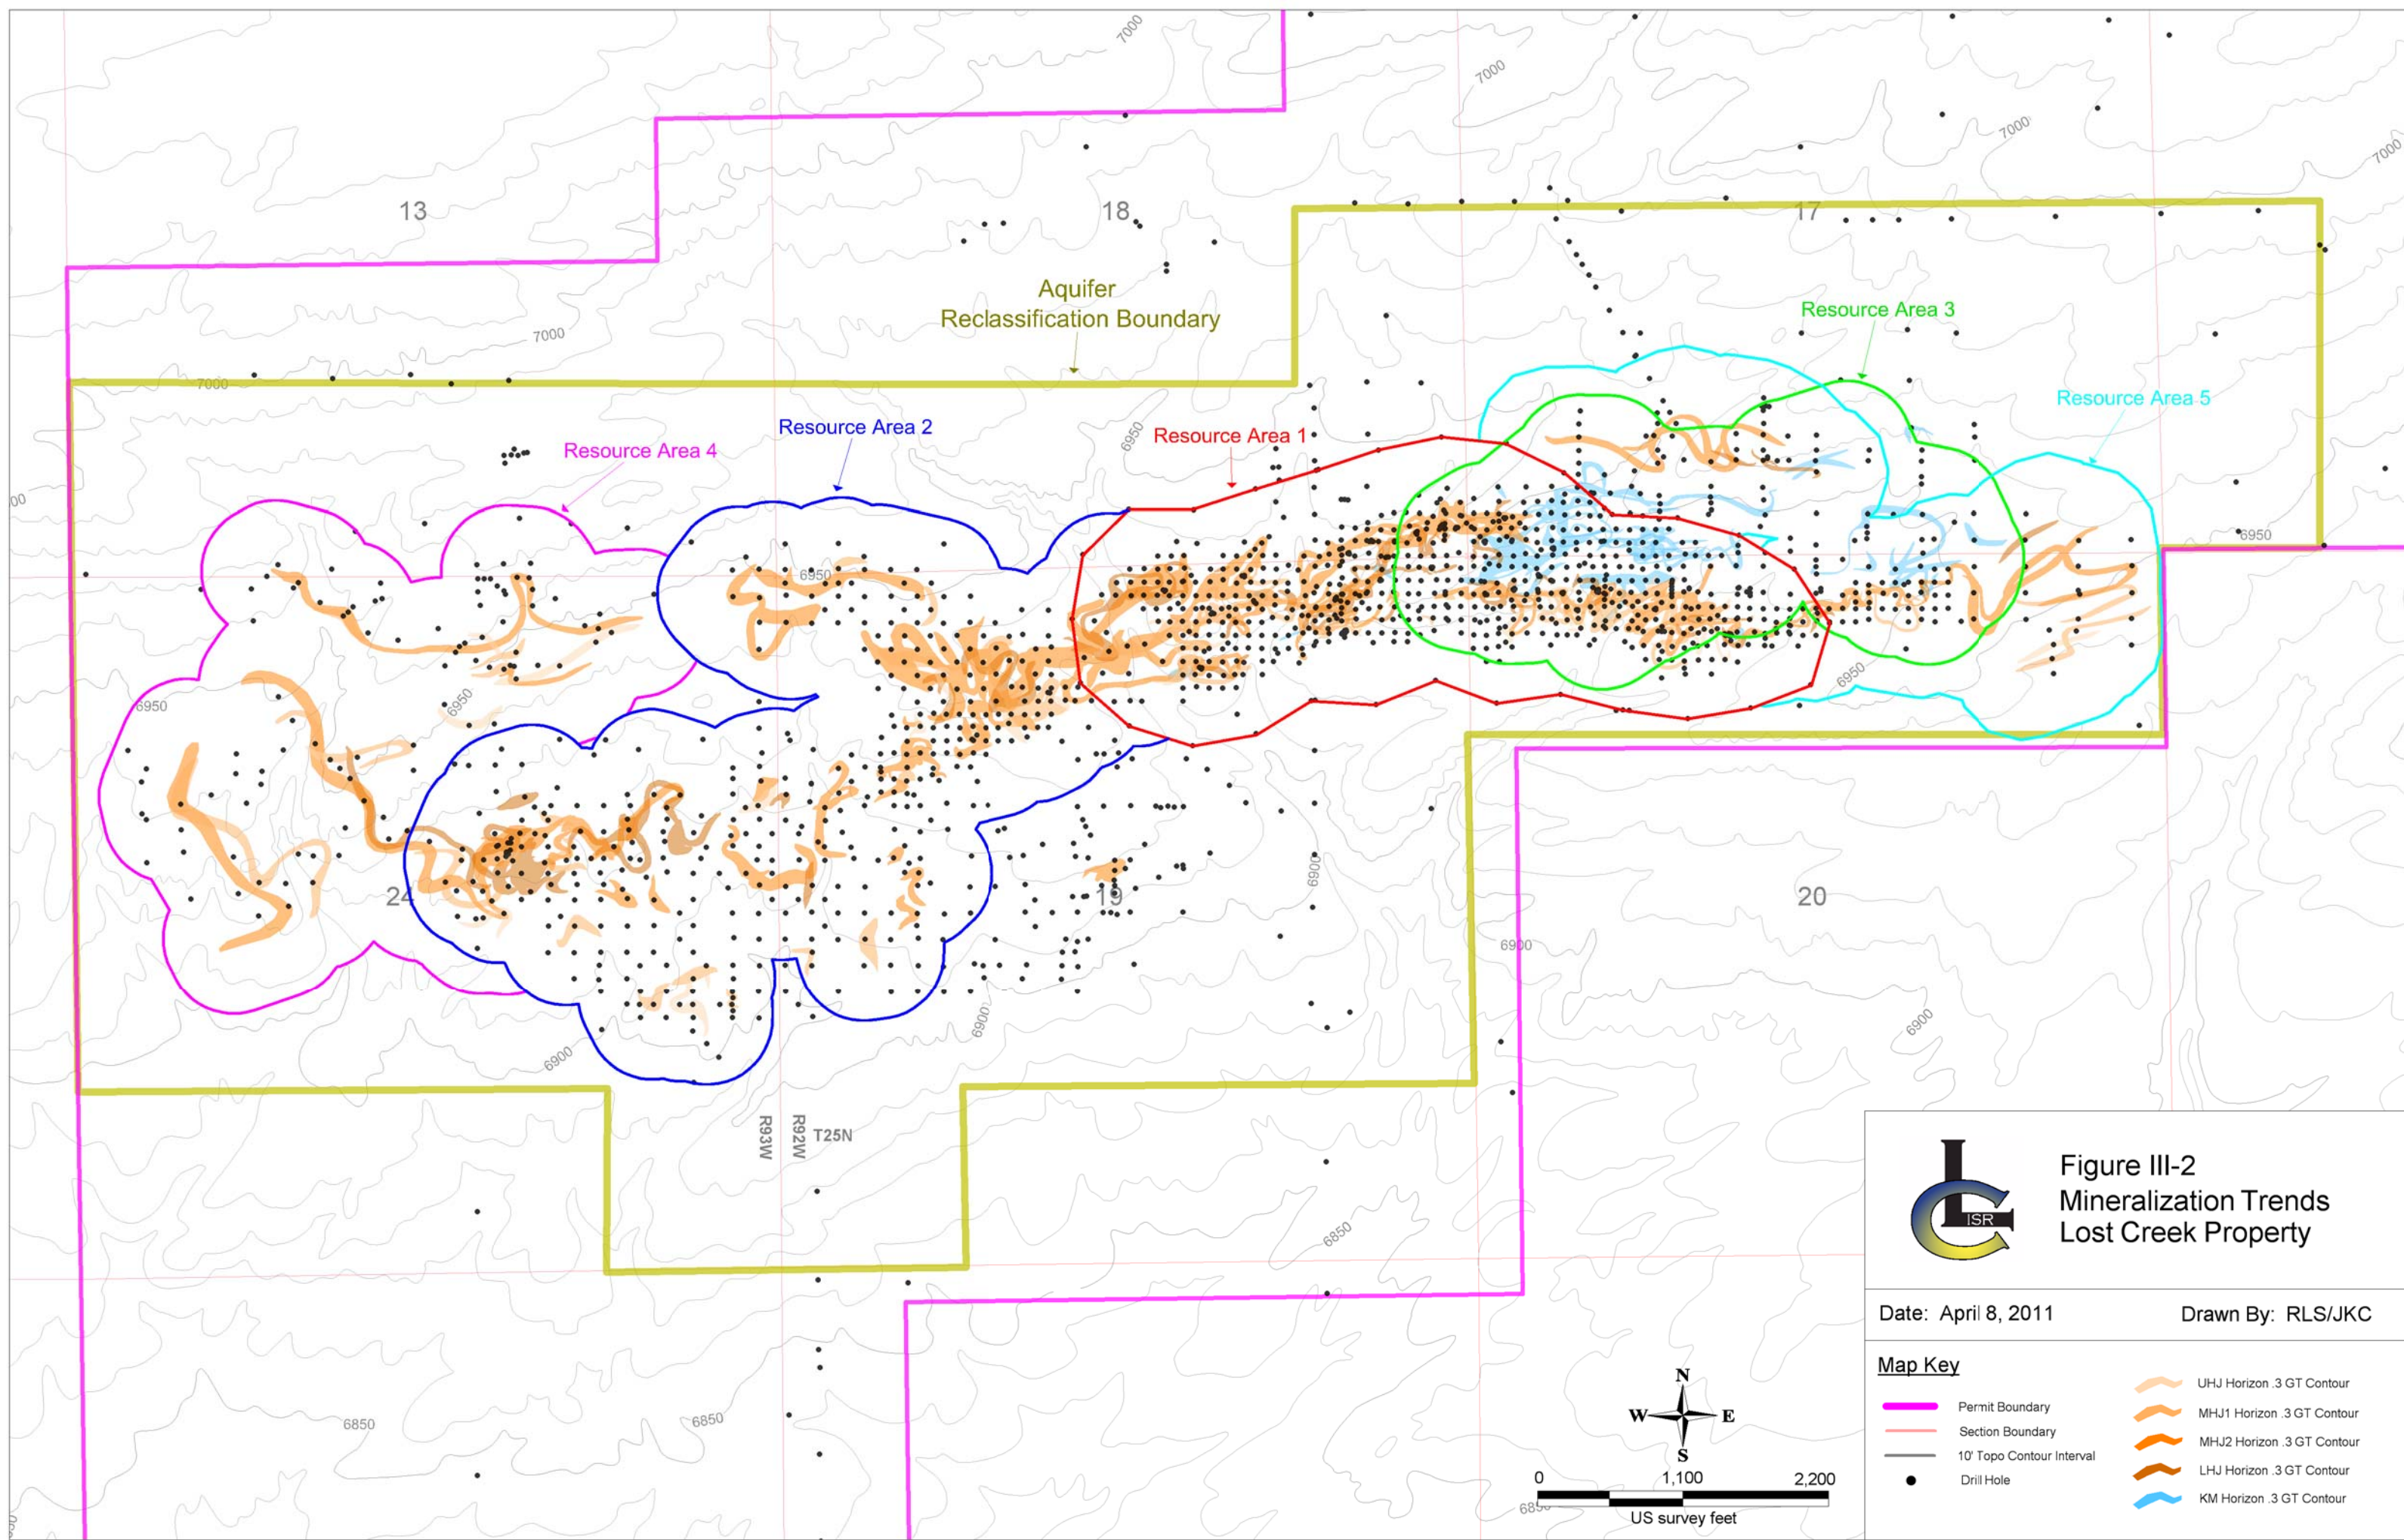 7000
7000
7000
7000
13
18
17
Aquifer
Reclassification Boundary
Resource Area 3
7000
7000
Resource Area 5
Resource Area 2
Resource Area 1
6950
Resource Area 4
00
6950
6950
6950
6950
6950
24
19
20
6900
6900
6900
6900
6900
R93W
R92W
T25N
6850
6850
6850
Figure III-2
Mineralization Trends
Lost Creek Property
ISR
Date: April 8, 2011
Drawn By: RLS/JKC
Map Key
Permit Boundary
Section Boundary
10' Topo Contour Interval
Drill Hole
UHJ Horizon .3 GT Contour
MHJ1 Horizon .3 GT Contour
MHJ2 Horizon .3 GT Contour
LHJ Horizon .3 GT Contour
KM Horizon .3 GT Contour
N
W
E
S
0
1,100
2,200
US survey feet